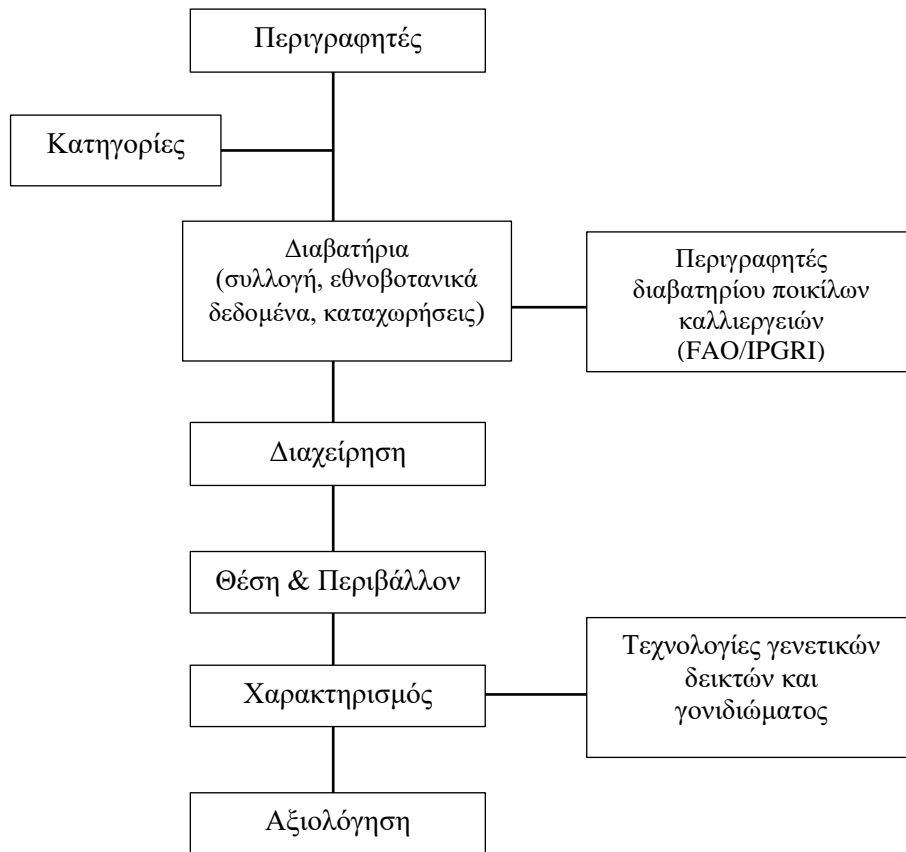 Περιγραφητές
Κατηγορίες
Διαβατήρια
(συλλογή, εθνοβοτανικά
δεδομένα, καταχωρήσεις)
Περιγραφητές
διαβατηρίου ποικίλων
καλλιεργειών
(FAO/IPGRI)
Διαχείρηση
Θέση & Περιβάλλον
Χαρακτηρισμός
Τεχνολογίες γενετικών
δεικτών και
γονιδιώματος
Αξιολόγηση